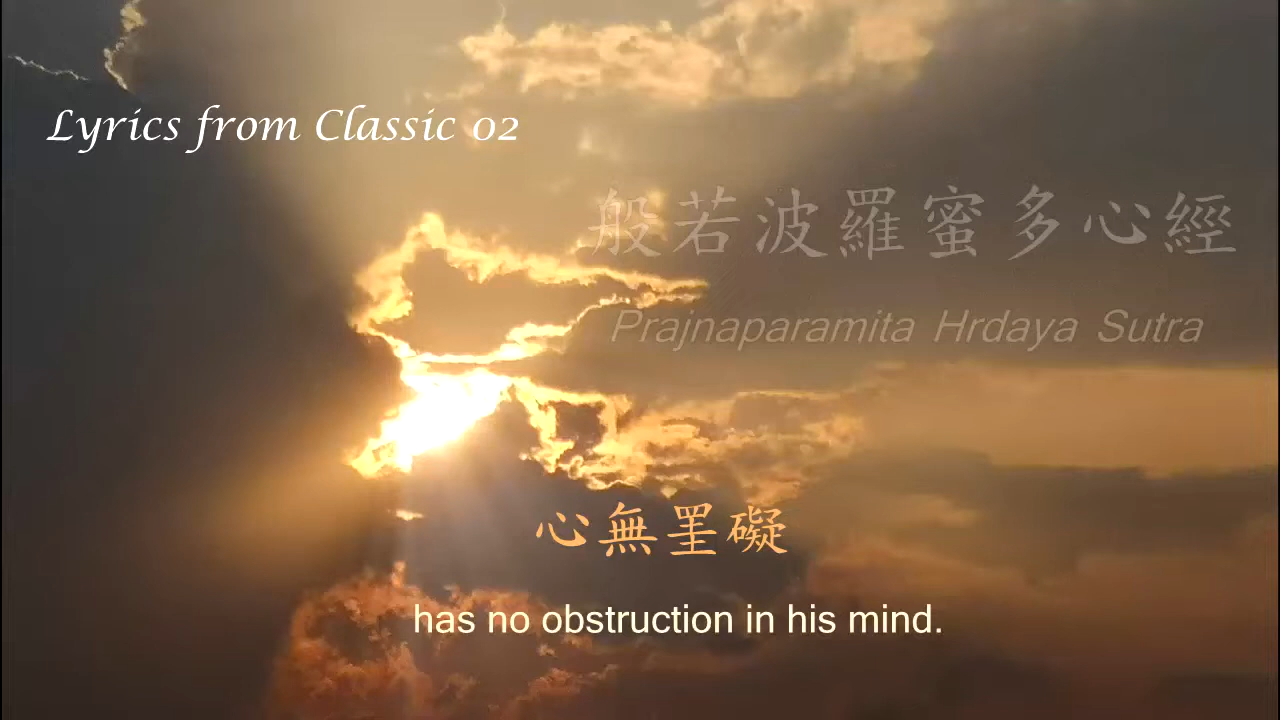 Lyrics from Classic 02
般若波羅蜜多心經
Prajnaparamita Hrdaya Sutra
心無罣礙
has no obstruction in his mind.